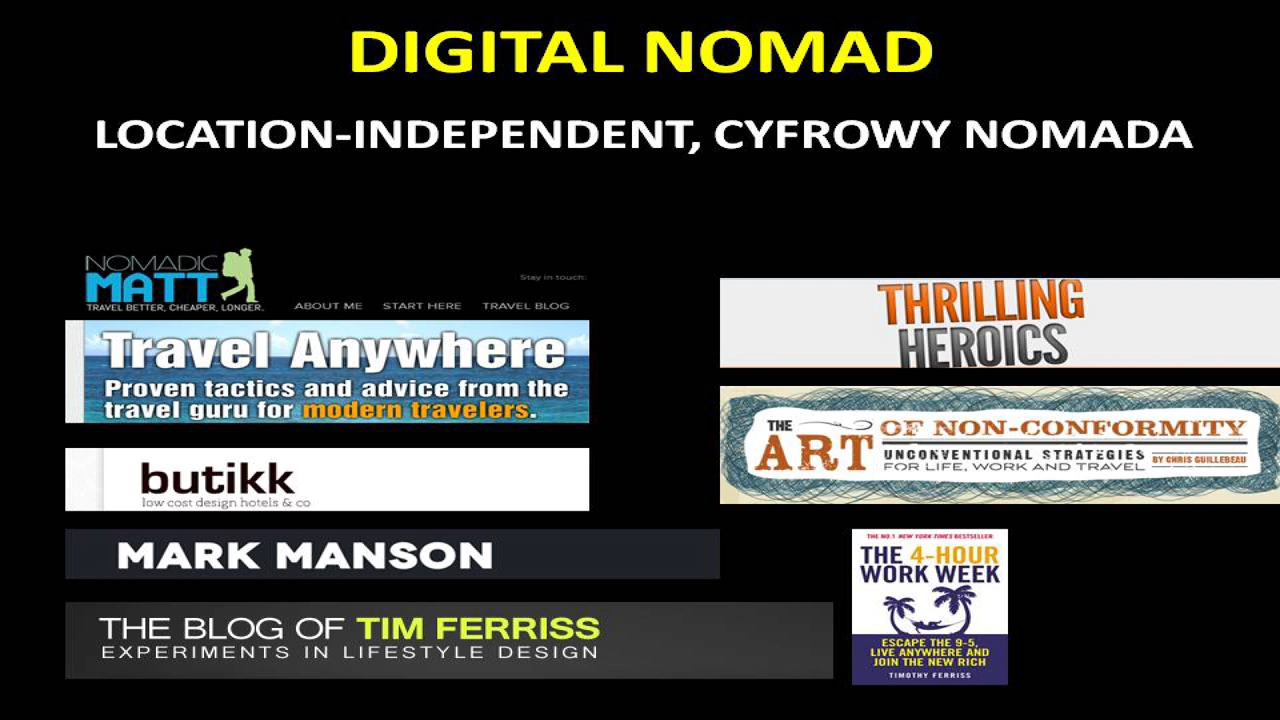 DIGITAL NOMAD
LOCATION-INDEPENDENT, CYFROWY NOMADA
NOMADIC
MATT
TRAVEL BETTER, CHEAPER, LONGER.
Stay in touch:
ABOUT ME START HERE TRAVEL BLOG
Travel Anywhere
Proven tactics and advice from the
travel guru for modern travelers.
butikk
low cost design hotels & co
MARK MANSON
THE BLOG OF TIM FERRISS
EXPERIMENTS IN LIFESTYLE DESIGN
THRILLING
HEROICS
THE ART OF NON-CONFORMITY
UNCONVENTIONAL STRATEGIES
FOR LIFE, WORK AND TRAVEL
BY CHRIS GUILLEBEAU
THE NO.1 NEW YORK TIMES BESTSELLER
THE 4-HOUR
WORK WEEK
ESCAPE THE 9-5,
LIVE ANYWHERE AND
JOIN THE NEW RICH
TIMOTHY FERRISS